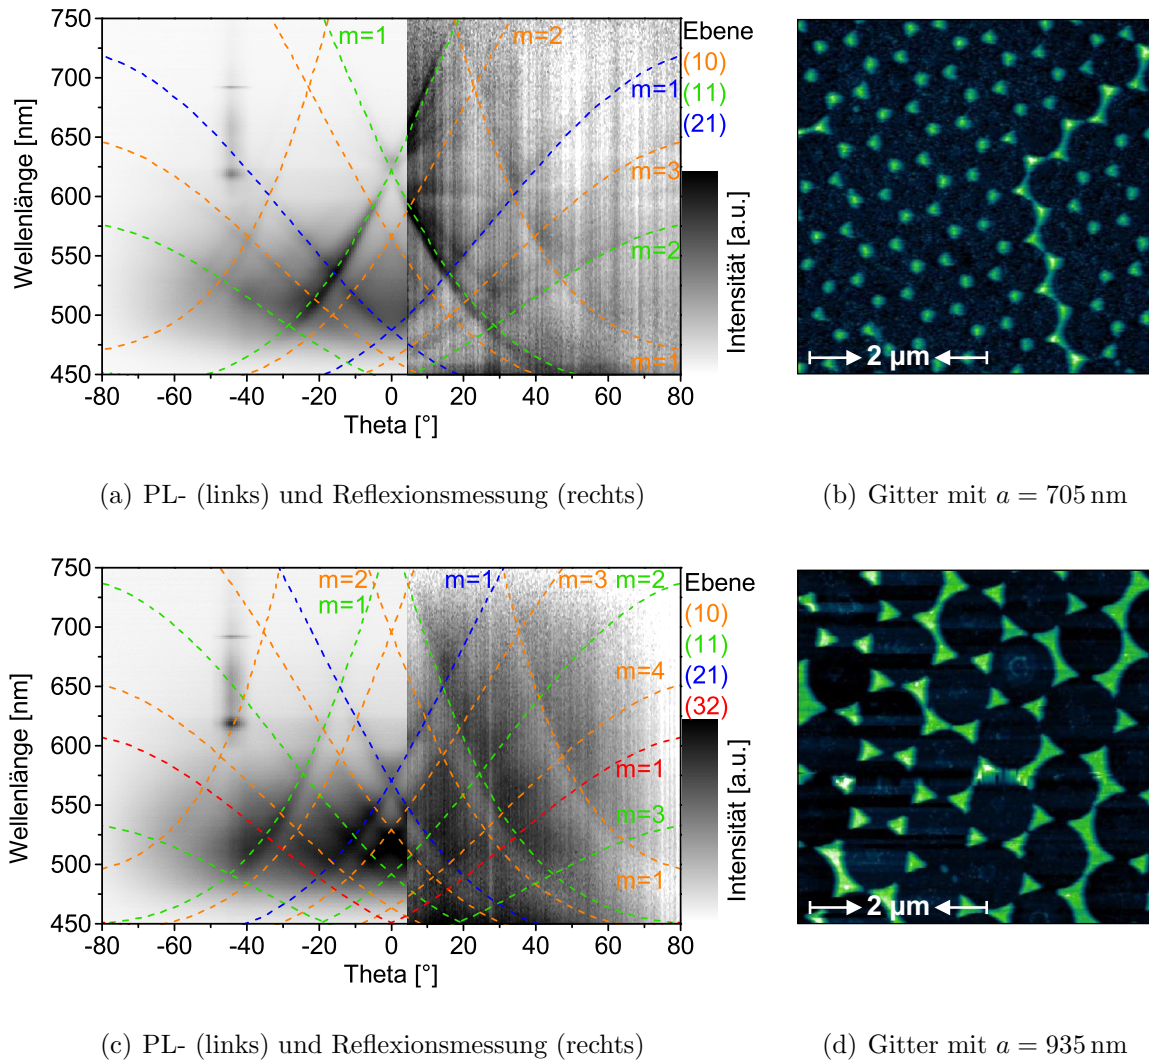 m=1
m=2
Ebene
(10)
(11)
(21)
m=1
m=3
m=2
m=1
Wellenlänge [nm]
750
700
650
600
550
500
450
-80 -60 -40 -20 0 20 40 60 80
Theta [°]
Intensität [a.u.]
2 µm
(a) PL- (links) und Reflexionsmessung (rechts)
(b) Gitter mit a = 705 nm
m=2
m=1
m=1
m=3
m=2
Ebene
(10)
(11)
(21)
(32)
m=4
m=1
m=3
m=1
Wellenlänge [nm]
750
700
650
600
550
500
450
-80 -60 -40 -20 0 20 40 60 80
Theta [°]
Intensität [a.u.]
2 µm
(c) PL- (links) und Reflexionsmessung (rechts)
(d) Gitter mit a = 935 nm